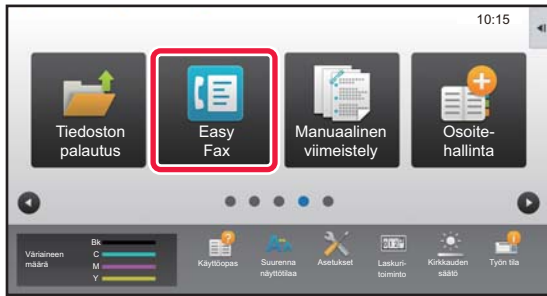 10:15
Tiedoston
palautus
Easy
Fax
Manuaalinen
viimeistely
Osoite-
hallinta
Väriaineen
määrä
Bk
C
M
Y
Käyttöopas
Suurenna
näyttötilaa
Asetukset
Laskuri-
toiminto
Kirkkauden
säätö
Työn tila